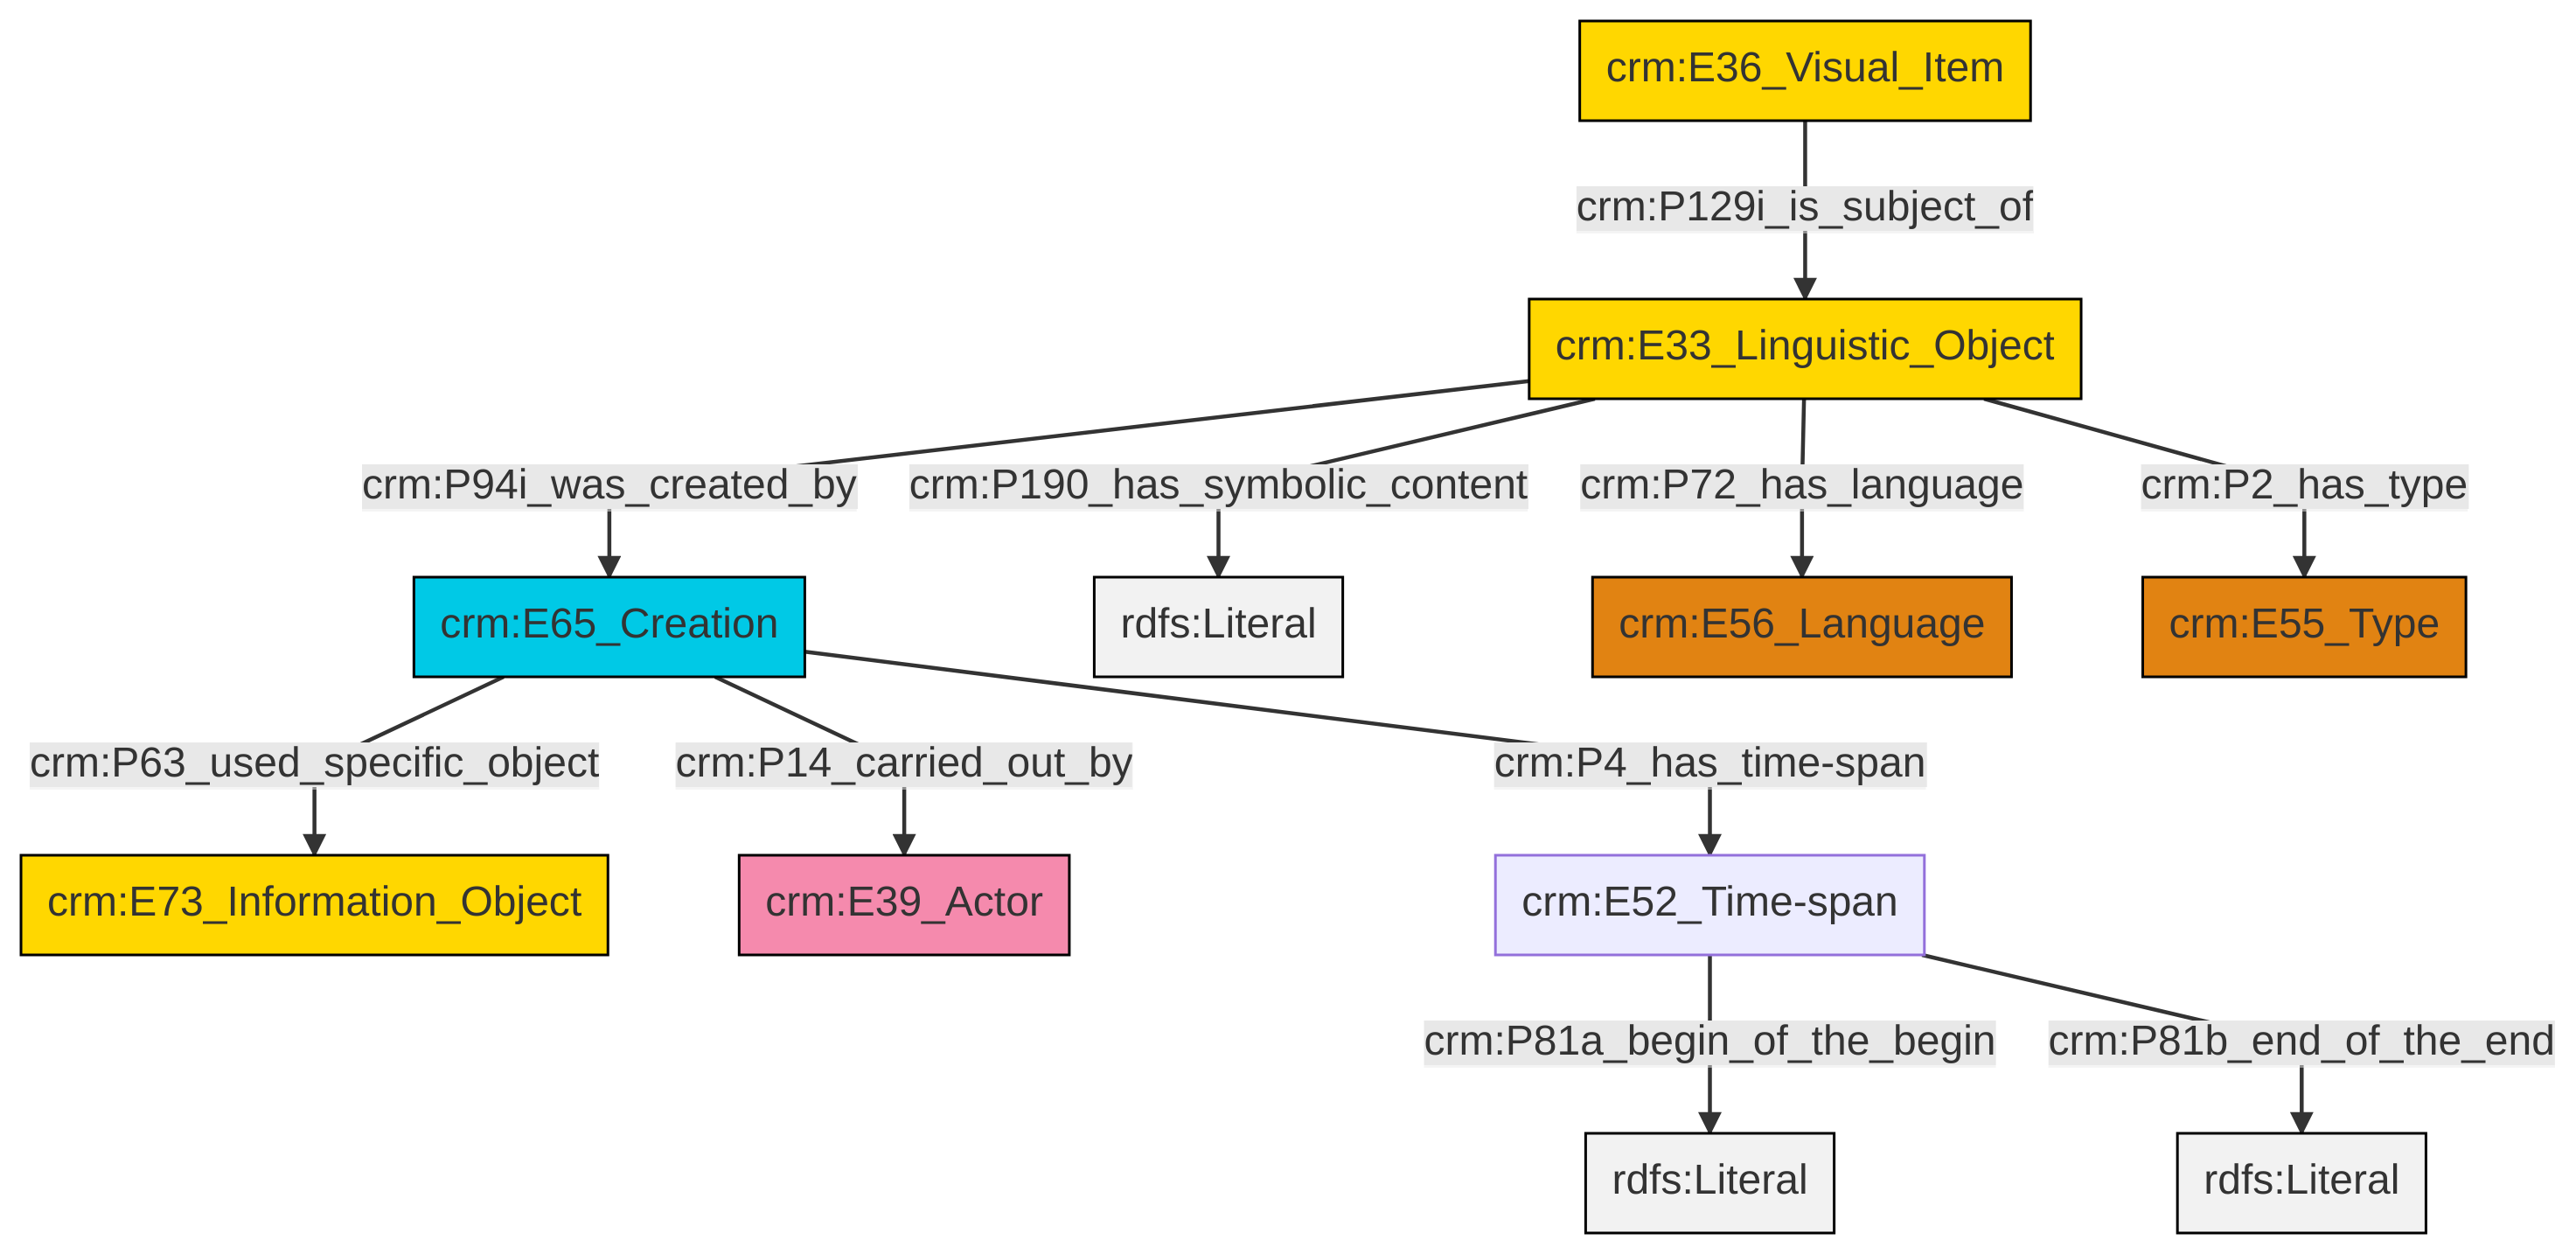 crm:E36_Visual_Item
crm:P129i_is_subject_of
crm:E33_Linguistic_Object
crm:P94i_was_created_by
crm:P190_has_symbolic_content
crm:P72_has_language
crm:P2_has_type
crm:E65_Creation
rdfs:Literal
crm:E56_Language
crm:E55_Type
crm:P63_used_specific_object
crm:P14_carried_out_by
crm:P4_has_time-span
crm:E73_Information_Object
crm:E39_Actor
crm:E52_Time-span
crm:P81a_begin_of_the_begin
crm:P81b_end_of_the_end
rdfs:Literal
rdfs:Literal